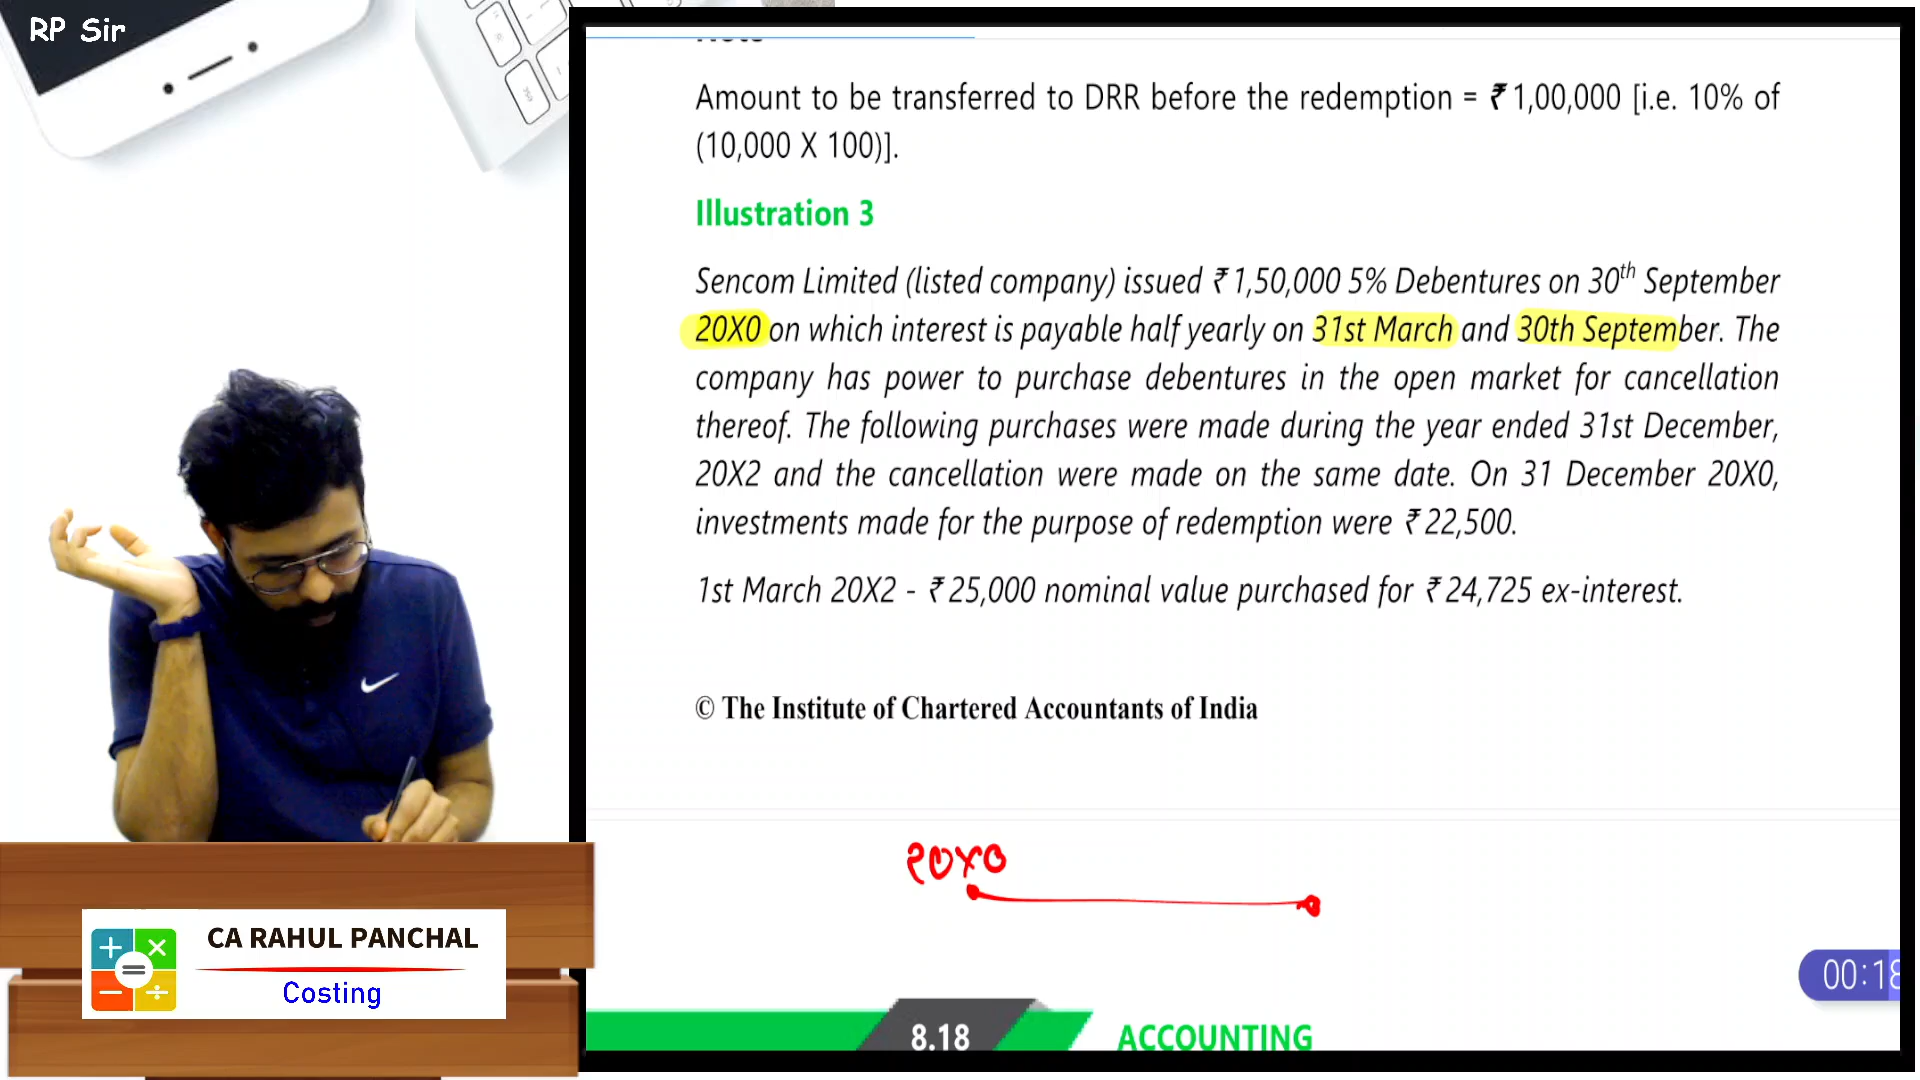 RP Sir
Amount to be transferred to DRR before the redemption = ₹ 1,00,000 [i.e. 10% of
(10,000 X 100)].
Illustration 3
Sencom Limited (listed company) issued ₹ 1,50,000 5% Debentures on 30th September
20X0 on which interest is payable half yearly on 31st March and 30th September. The
company has power to purchase debentures in the open market for cancellation
thereof. The following purchases were made during the year ended 31st December,
20X2 and the cancellation were made on the same date. On 31 December 20X0,
investments made for the purpose of redemption were ₹ 22,500.
1st March 20X2 - ₹ 25,000 nominal value purchased for ₹ 24,725 ex-interest.
© The Institute of Chartered Accountants of India
20X0
CA RAHUL PANCHAL
Costing
00:18
8.18 ACCOUNTING